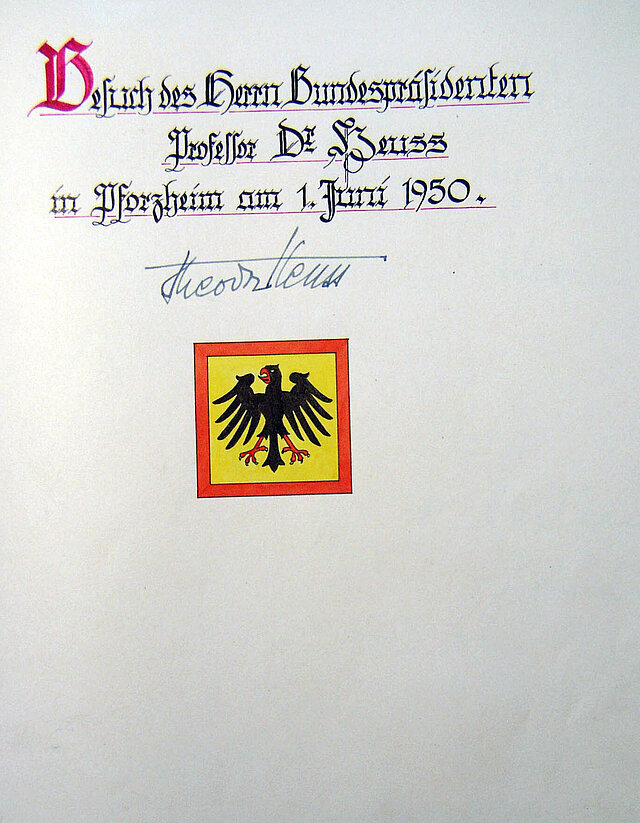 Besuch des Herrn Bundespräsidenten
Professor Dr Heuss
in Pforzheim am 1. Juni 1950.
Theodor Heuss